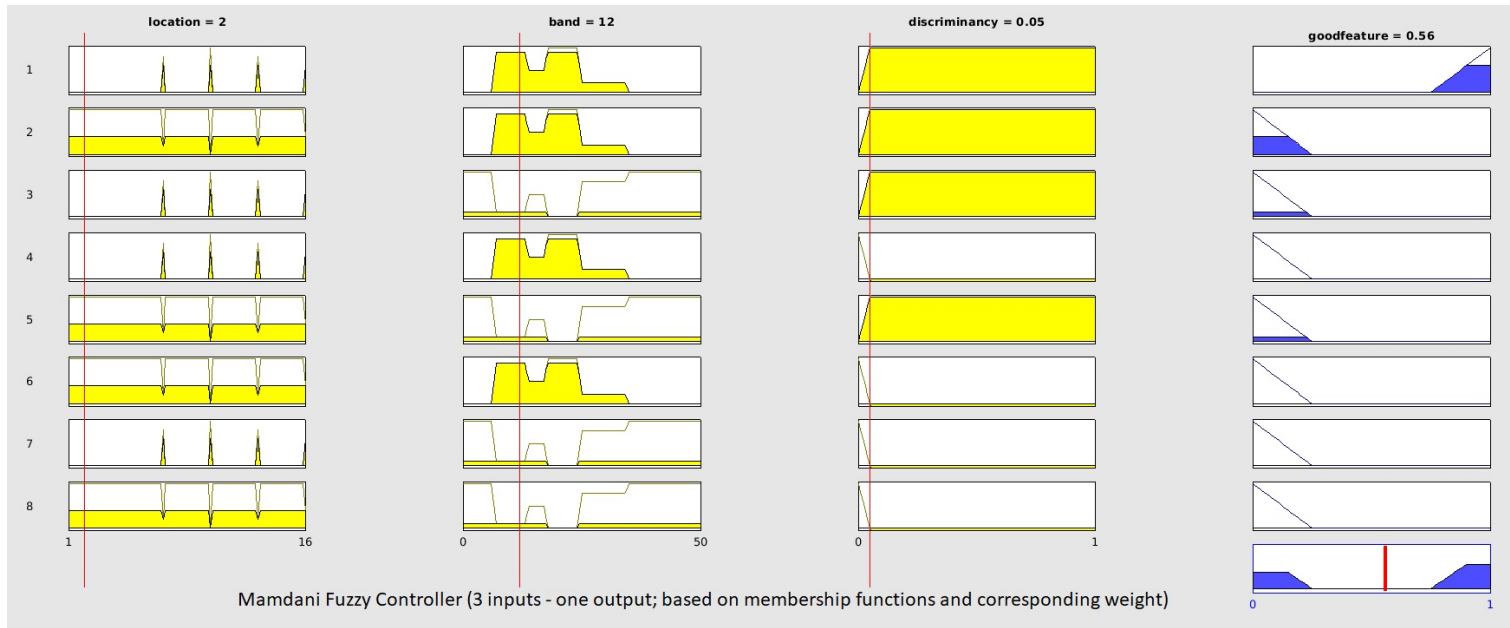 location = 2
band = 12
discriminancy = 0.05
goodfeature = 0.56
1
2
3
4
5
6
7
8
1 16
0 50
0 1
0 1
Mamdani Fuzzy Controller (3 inputs - one output; based on membership functions and corresponding weight)